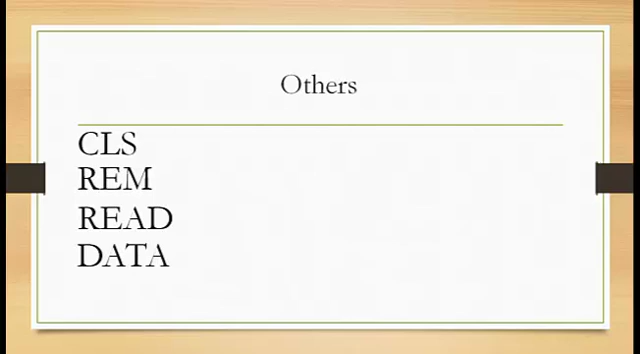 Others
CLS
REM
READ
DATA